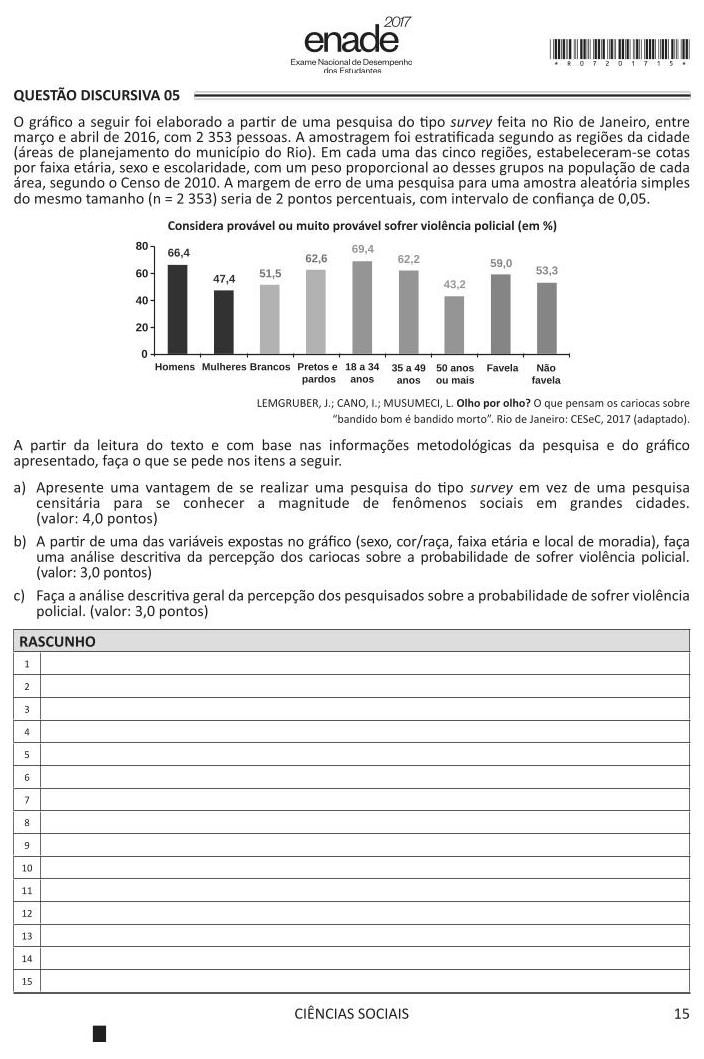 2017
enade
Exame Nacional de Desempenho
dos Estudantes
* R 0 7 2 0 1 7 1 5 *
QUESTÃO DISCURSIVA 05
O gráfico a seguir foi elaborado a partir de uma pesquisa do tipo survey feita no Rio de Janeiro, entre
março e abril de 2016, com 2 353 pessoas. A amostragem foi estratificada segundo as regiões da cidade
(áreas de planejamento do município do Rio). Em cada uma das cinco regiões, estabeleceram-se cotas
por faixa etária, sexo e escolaridade, com um peso proporcional ao desses grupos na população de cada
área, segundo o Censo de 2010. A margem de erro de uma pesquisa para uma amostra aleatória simples
do mesmo tamanho (n = 2 353) seria de 2 pontos percentuais, com intervalo de confiança de 0,05.
Considera provável ou muito provável sofrer violência policial (em %)
80
60
40
20
0
66,4
47,4
51,5
62,6
69,4
62,2
43,2
59,0
53,3
Homens Mulheres Brancos Pretos e pardos 18 a 34 anos 35 a 49 anos 50 anos ou mais Favela Não favela
LEMGRUBER, J.; CANO, I.; MUSUMECI, L. Olho por olho? O que pensam os cariocas sobre
"bandido bom é bandido morto". Rio de Janeiro: CESeC, 2017 (adaptado).
A partir da leitura do texto e com base nas informações metodológicas da pesquisa e do gráfico
apresentado, faça o que se pede nos itens a seguir.
a) Apresente uma vantagem de se realizar uma pesquisa do tipo survey em vez de uma pesquisa
censitária para se conhecer a magnitude de fenômenos sociais em grandes cidades.
(valor: 4,0 pontos)
b) A partir de uma das variáveis expostas no gráfico (sexo, cor/raça, faixa etária e local de moradia), faça
uma análise descritiva da percepção dos cariocas sobre a probabilidade de sofrer violência policial.
(valor: 3,0 pontos)
c) Faça a análise descritiva geral da percepção dos pesquisados sobre a probabilidade de sofrer violência
policial. (valor: 3,0 pontos)
RASCUNHO
1
2
3
4
5
6
7
8
9
10
11
12
13
14
15
CIÊNCIAS SOCIAIS
15